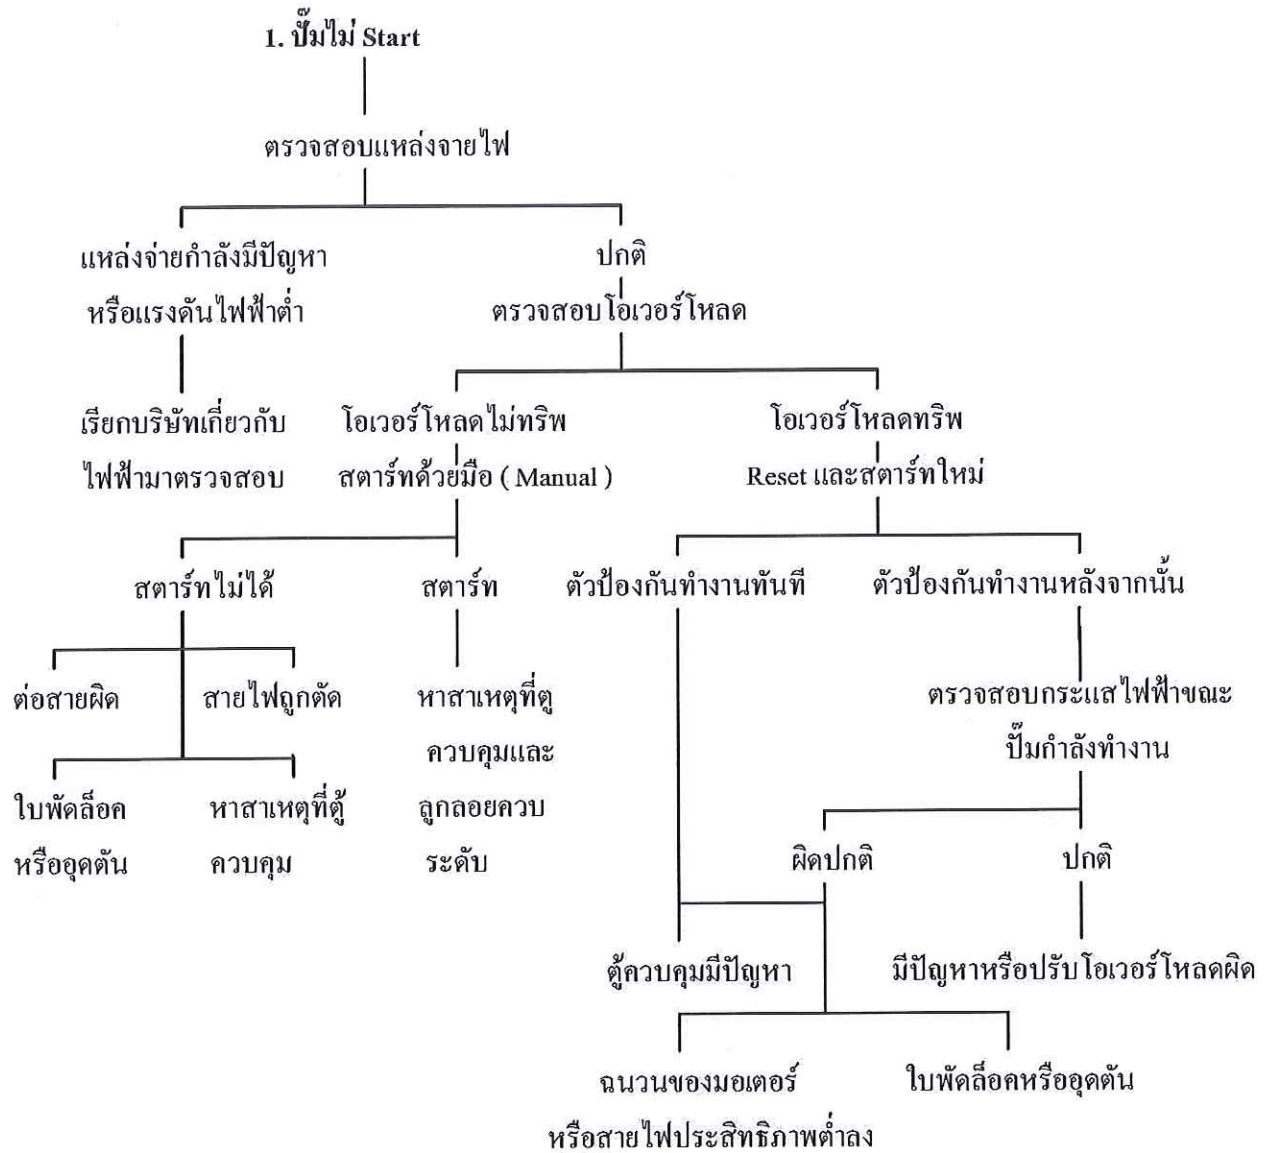 1. ปั๊มไม่ Start
ตรวจสอบแหล่งจายไฟ
แหล่งจ่ายกำลังมีปัญหา
หรือแรงดันไฟฟ้าต่ำ
ปกติ
ตรวจสอบโอเวอร์โหลด
เรียกบริษัทเกี่ยวกับ
ไฟฟ้ามาตรวจสอบ
โอเวอร์โหลดไม่ทริพ
สตาร์ทด้วยมือ ( Manual )
โอเวอร์โหลดทริพ
Reset และสตาร์ทใหม่
สตาร์ทไม่ได้
สตาร์ท
ตัวป้องกันทำงานทันที
ตัวป้องกันทำงานหลังจากนั้น
ต่อสายผิด
สายไฟถูกตัด
ใบพัดล็อค
หรืออุดตัน
หาสาเหตุที่ตู้
ควบคุม
หาสาเหตุที่ตู
ควบคุมและ
ลูกลอยควบ
ระดับ
ตรวจสอบกระแสไฟฟ้าขณะ
ปั๊มกำลังทำงาน
ผิดปกติ
ปกติ
ตู้ควบคุมมีปัญหา
มีปัญหาหรือปรับโอเวอร์โหลดผิด
ฉนวนของมอเตอร์
หรือสายไฟประสิทธิภาพต่ำลง
ใบพัดล็อคหรืออุดตัน